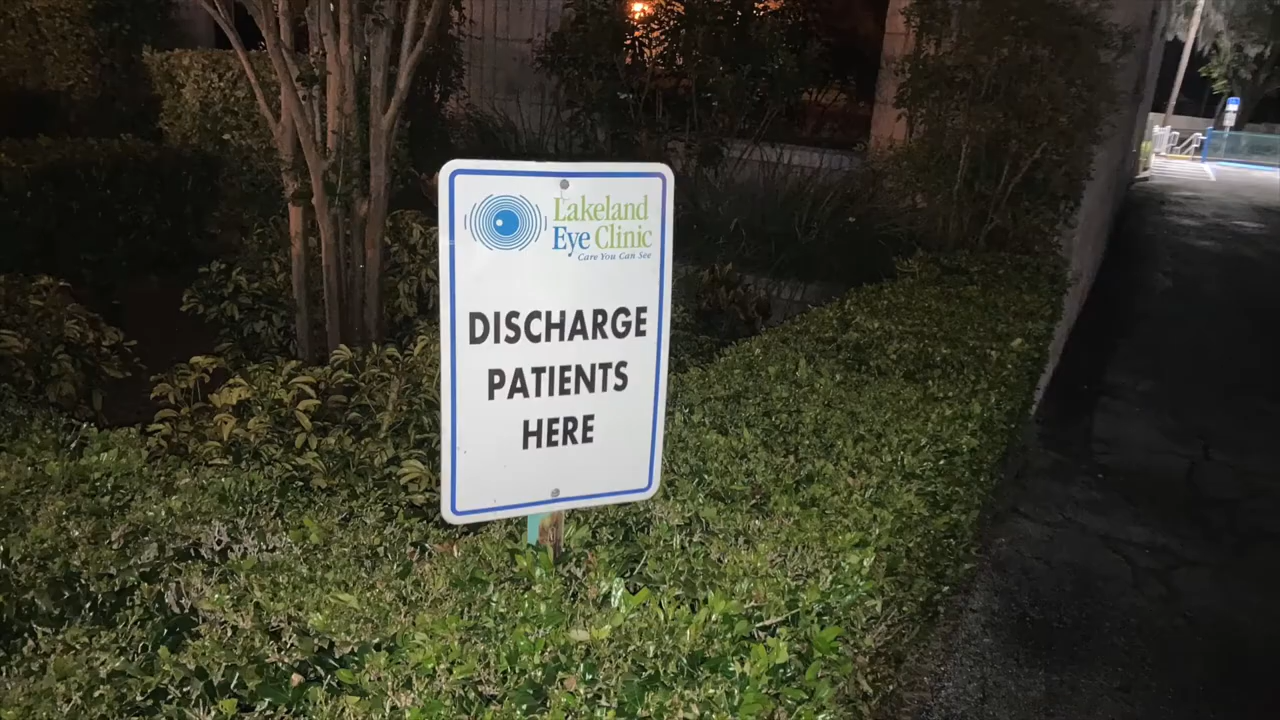 Lakeland
Eye Clinic
Care You Can See
DISCHARGE
PATIENTS
HERE